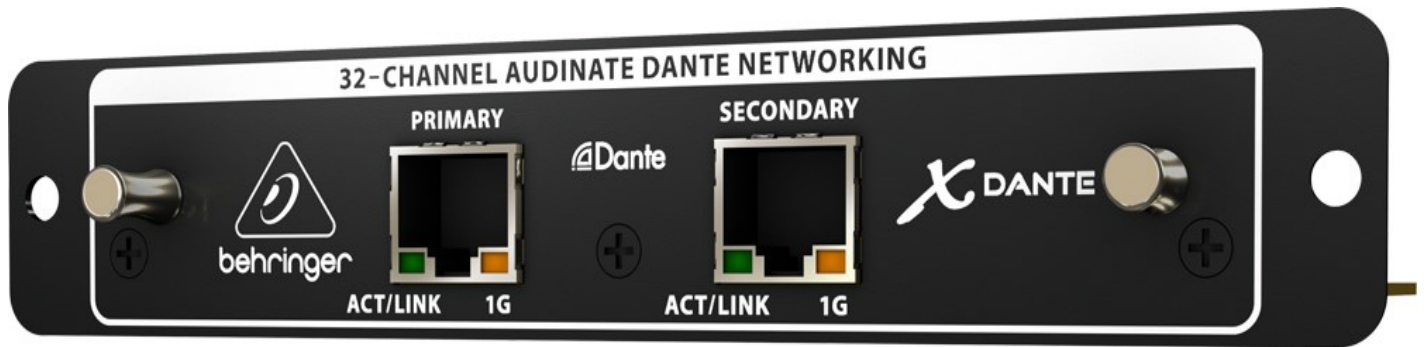 32-CHANNEL AUDINATE DANTE NETWORKING
PRIMARY
SECONDARY
Dante
X DANTE
behringer
ACT/LINK 1G
ACT/LINK 1G